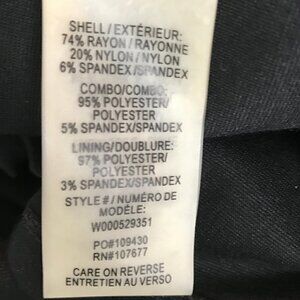 SHELL/EXTÉRIEUR:
74% RAYON/RAYONNE
20% NYLON/NYLON
6% SPANDEX/SPANDEX
COMBO/COMBO:
95% POLYESTER/
POLYESTER
5% SPANDEX/SPANDEX
LINING/DOUBLURE:
97% POLYESTER/
POLYESTER
3% SPANDEX/SPANDEX
STYLE #/NUMÉRO DE
MODÈLE:
W000529351
PO#109430
RN#107677
CARE ON REVERSE
ENTRETIEN AU VERSO